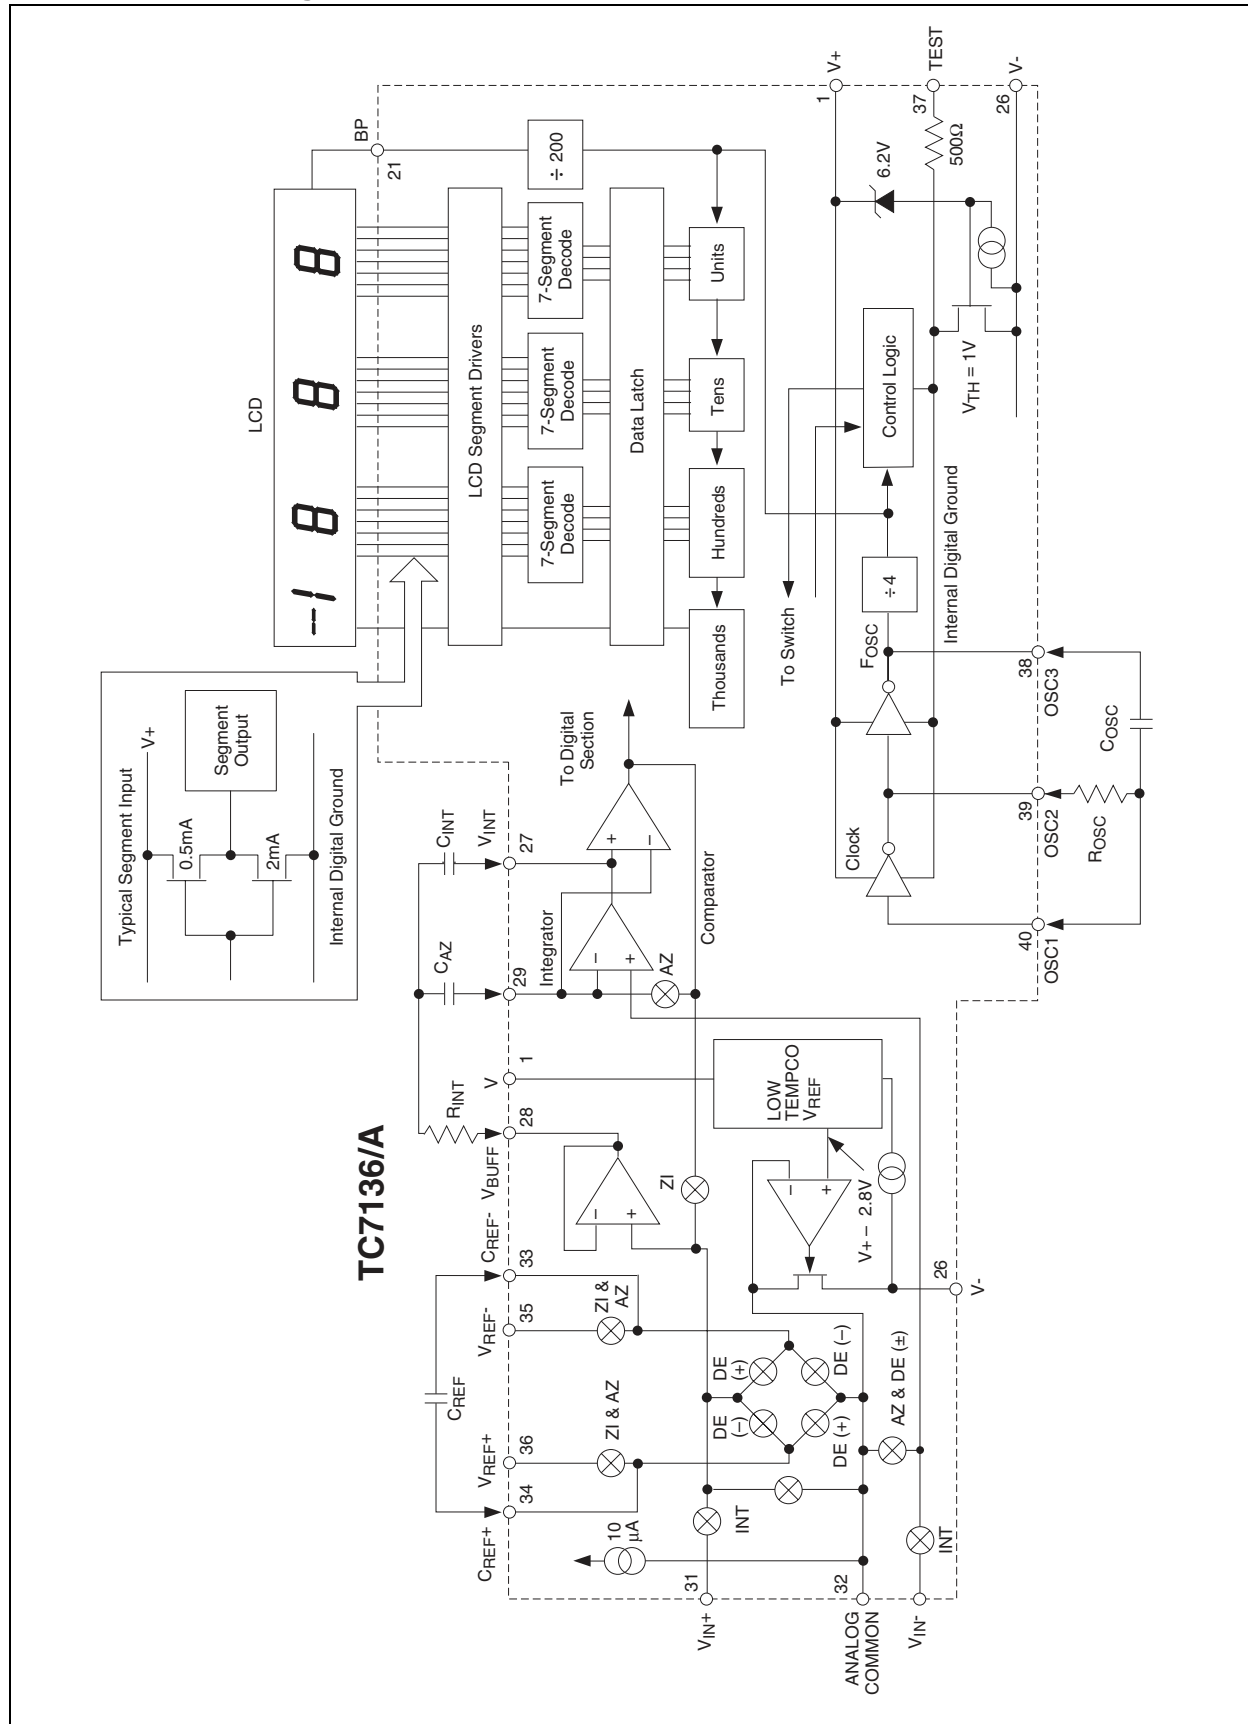 TC7136/A
Typical Segment Input
V+
0.5mA
2mA
Segment
Output
Internal Digital Ground
LCD
-1 8 8 8
BP
21
LCD Segment Drivers
7-Segment
Decode
7-Segment
Decode
7-Segment
Decode
÷ 200
Data Latch
Thousands
Hundreds
Tens
Units
To Switch
CREF
RINT
CAZ
CINT
CREF+
VREF+
VREF-
CREF-
VBUFF
V
VINT
34
36
35
33
28
1
29
27
Integrator
To Digital
Section
10
µA
ZI & AZ
ZI &
AZ
–
+
–
+
AZ
+
–
Comparator
ZI
31
VIN+
INT
DE
(–)
DE
(+)
DE (+)
DE (–)
32
ANALOG
COMMON
AZ & DE (±)
VIN-
INT
–
+
LOW
TEMPCO
VREF
V+ – 2.8V
26
V-
Clock
FOSC
÷4
Control Logic
Internal Digital Ground
6.2V
500Ω
VTH = 1V
1
V+
37
TEST
26
V-
40
OSC1
39
OSC2
38
OSC3
ROSC
COSC